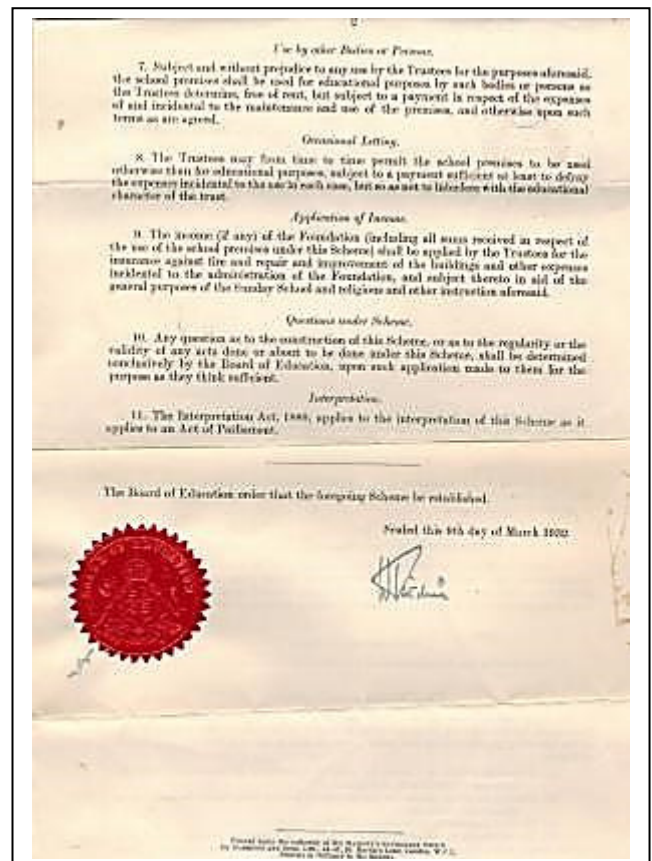 2
Use by other Bodies or Persons.
7. Subject and without prejudice to any use by the Trustees for the purposes aforesaid,
the school premises shall be used for educational purposes by such bodies or persons as
the Trustees determine, free of rent, but subject to a payment in respect of the expenses
of and incidental to the maintenance and use of the premises, and otherwise upon such
terms as are agreed.
Occasional Letting.
8. The Trustees may from time to time permit the school premises to be used
otherwise than for educational purposes, subject to a payment sufficient at least to defray
the expenses incidental to the use in each case, but so as not to interfere with the educational
character of the trust.
Application of Income.
9. The income (if any) of the Foundation (including all sums received in respect of
the use of the school premises under this Scheme) shall be applied by the Trustees for the
insurance against fire and repair and improvement of the buildings and other expenses
incidental to the administration of the Foundation, and subject thereto in aid of the
general purposes of the Sunday School and religious and other instruction aforesaid.
Questions under Scheme.
10. Any question as to the construction of this Scheme, or as to the regularity or the
validity of any acts done or about to be done under this Scheme, shall be determined
conclusively by the Board of Education, upon such application made to them for the
purpose as they think sufficient.
Interpretation.
11. The Interpretation Act, 1889, applies to the interpretation of this Scheme as it
applies to an Act of Parliament.
The Board of Education order that the foregoing Scheme be established.
Sealed this day of March
BOARD OF EDUCATION